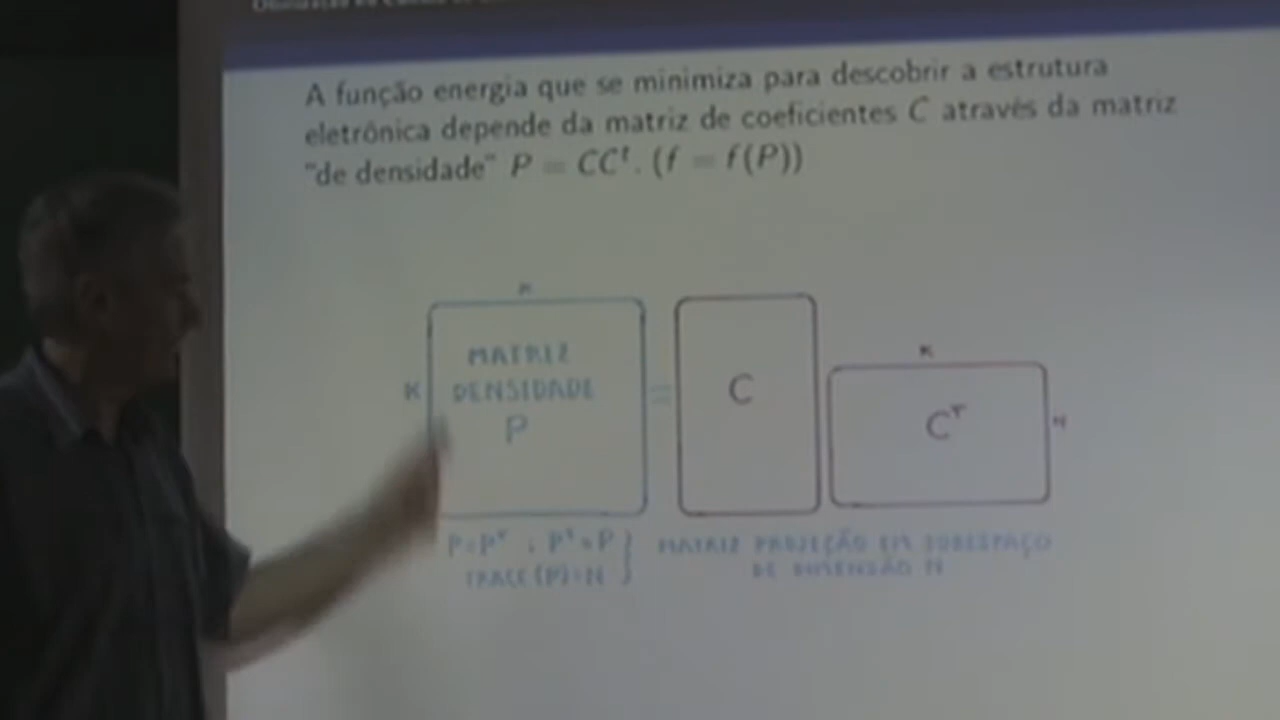 A função energia que se minimiza para descobrir a estrutura
eletrônica depende da matriz de coeficientes C através da matriz
"de densidade" P = CCᵗ. (f = f(P))
K
K
MATRIZ
K
DENSIDADE
=
C
Cᵀ
N
P
P=Pᵀ ; P²=P
MATRIZ PROJEÇÃO EM SUBESPAÇO
TRACE (P)=N
DE DIMENSÃO N